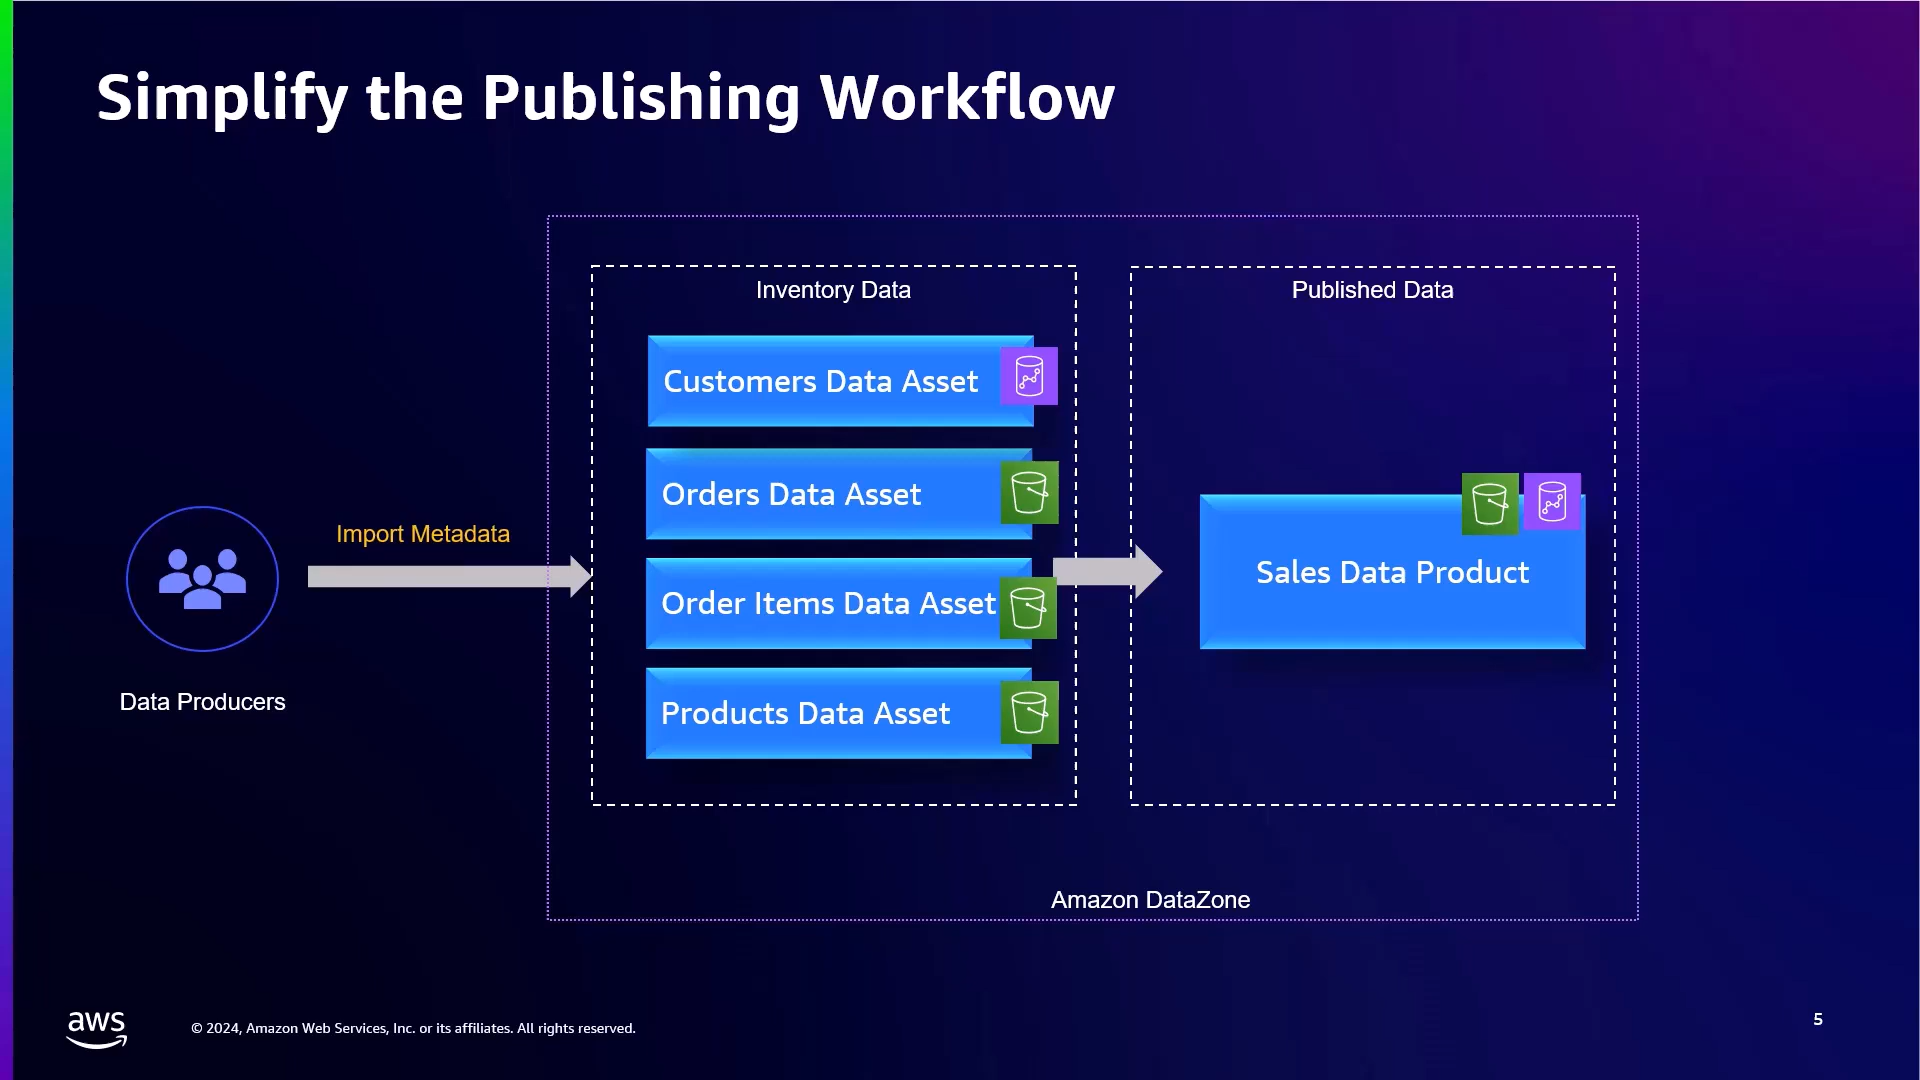 Simplify the Publishing Workflow
Inventory Data
Published Data
Customers Data Asset
Orders Data Asset
Import Metadata
Sales Data Product
Order Items Data Asset
Data Producers
Products Data Asset
Amazon DataZone
aws
© 2024, Amazon Web Services, Inc. or its affiliates. All rights reserved.
5